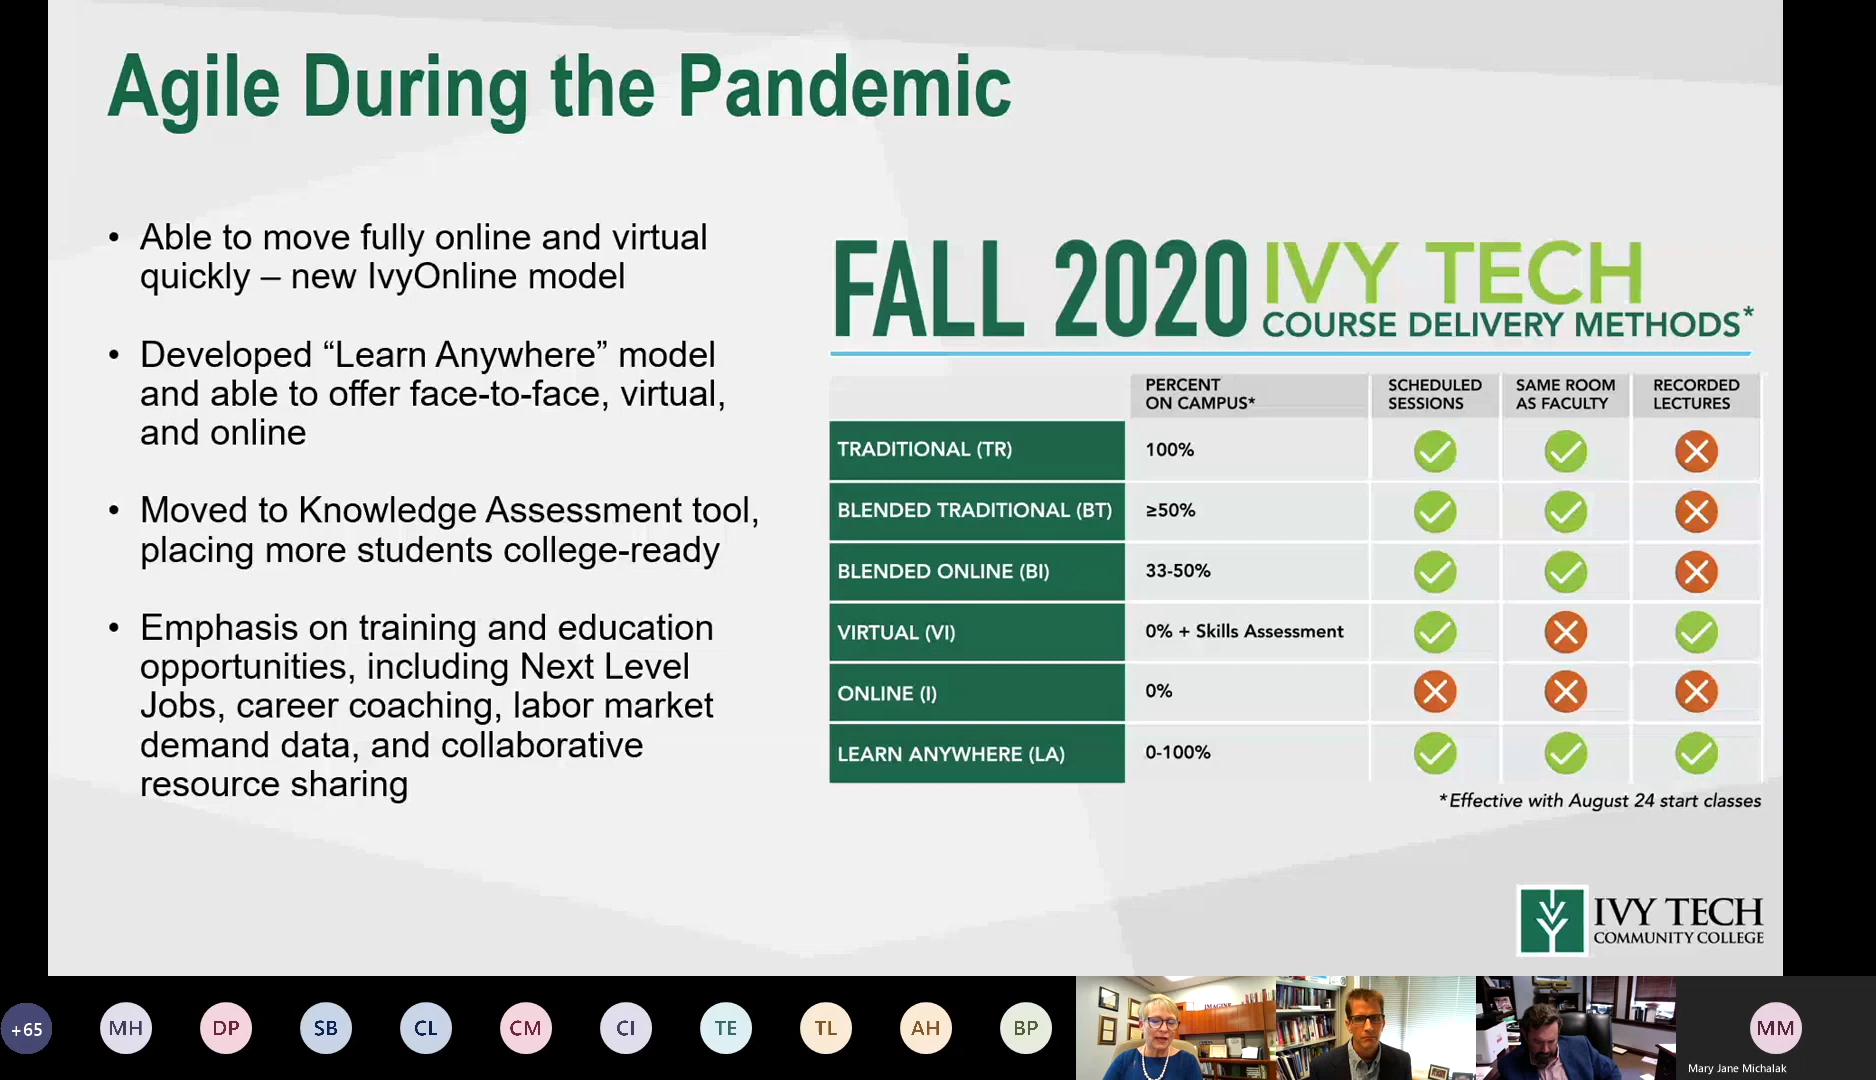 Agile During the Pandemic
• Able to move fully online and virtual
quickly – new IvyOnline model
• Developed “Learn Anywhere” model
and able to offer face-to-face, virtual,
and online
• Moved to Knowledge Assessment tool,
placing more students college-ready
• Emphasis on training and education
opportunities, including Next Level
Jobs, career coaching, labor market
demand data, and collaborative
resource sharing
FALL 2020 IVY TECH
COURSE DELIVERY METHODS*
PERCENT
ON CAMPUS*
SCHEDULED
SESSIONS
SAME ROOM
AS FACULTY
RECORDED
LECTURES
TRADITIONAL (TR) 100%
BLENDED TRADITIONAL (BT) ≥50%
BLENDED ONLINE (BI) 33-50%
VIRTUAL (VI) 0% + Skills Assessment
ONLINE (I) 0%
LEARN ANYWHERE (LA) 0-100%
*Effective with August 24 start classes
IVY TECH
COMMUNITY COLLEGE
+65 MH DP SB CL CM CI TE TL AH BP MM
IMAGINE
Mary Jane Michalak